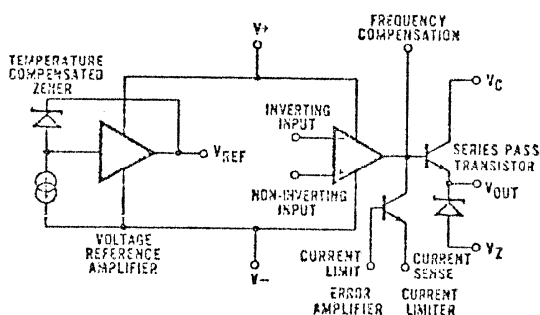 FREQUENCY
COMPENSATION
V+
TEMPERATURE
COMPENSATED
ZENER
VC
INVERTING
INPUT
−
SERIES PASS
TRANSISTOR
VREF
+
VOUT
NON-INVERTING
INPUT
VOLTAGE
REFERENCE
AMPLIFIER
CURRENT
LIMIT
CURRENT
SENSE
VZ
V−
ERROR
AMPLIFIER
CURRENT
LIMITER